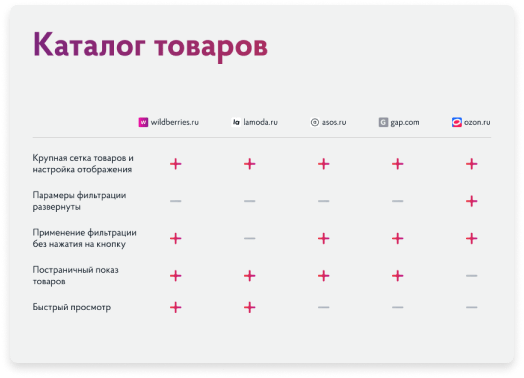 Каталог товаров
w wildberries.ru la lamoda.ru a asos.ru G gap.com ozon.ru
Крупная сетка товаров и
настройка отображения
+ + + + +
Парамеры фильтрации
развернуты
— — — — +
Применение фильтрации
без нажатия на кнопку
+ — + + +
Постраничный показ
товаров
+ + + + —
Быстрый просмотр
+ + — — —